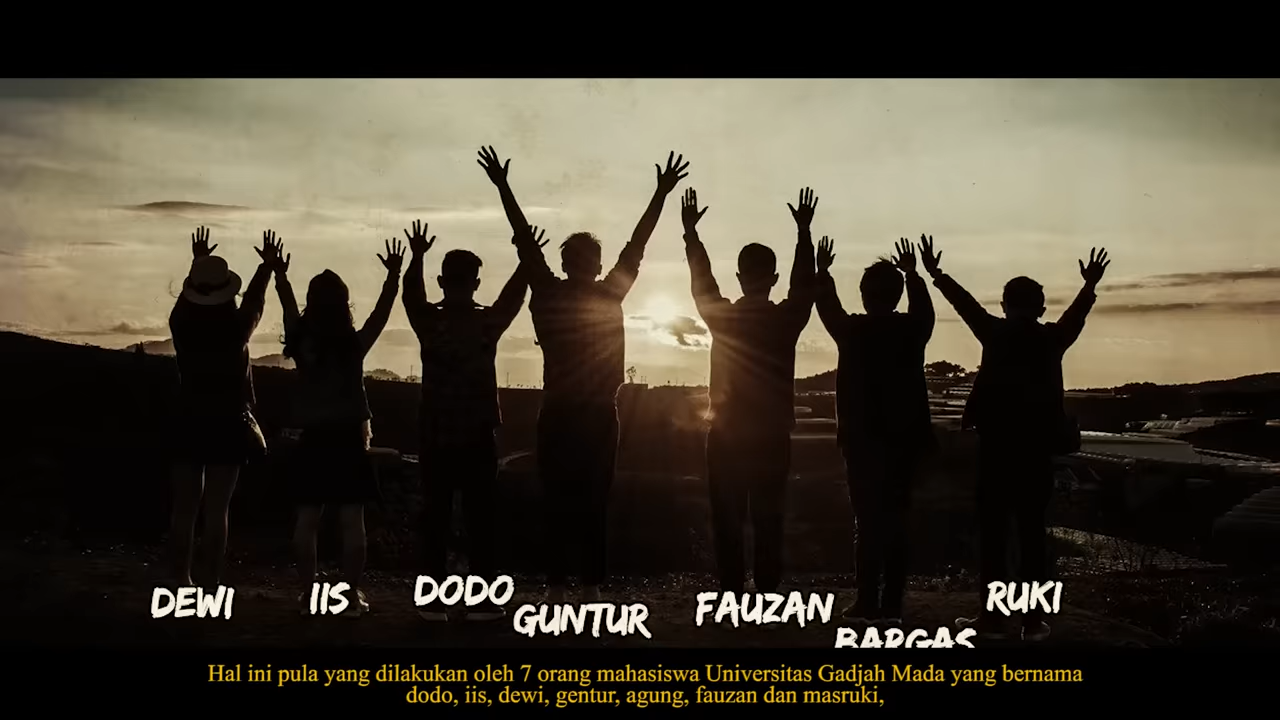 DEWI
IIS
DODO
GUNTUR
FAUZAN
BARGAS
RUKI
Hal ini pula yang dilakukan oleh 7 orang mahasiswa Universitas Gadjah Mada yang bernama
dodo, iis, dewi, gentur, agung, fauzan dan masruki,